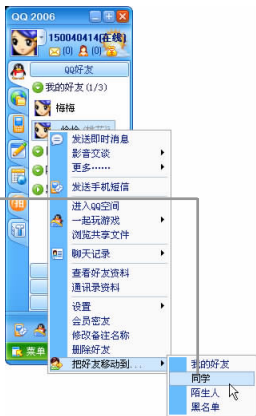 QQ 2006
150040414(在线)
(0) (0)
QQ好友
我的好友(1/3)
梅梅
发送即时消息
影音交谈
更多……
发送手机短信
进入QQ空间
一起玩游戏
浏览共享文件
聊天记录
查看好友资料
通讯录资料
设置
会员密友
修改备注名称
删除好友
把好友移动到...
菜单
我的好友
同学
陌生人
黑名单